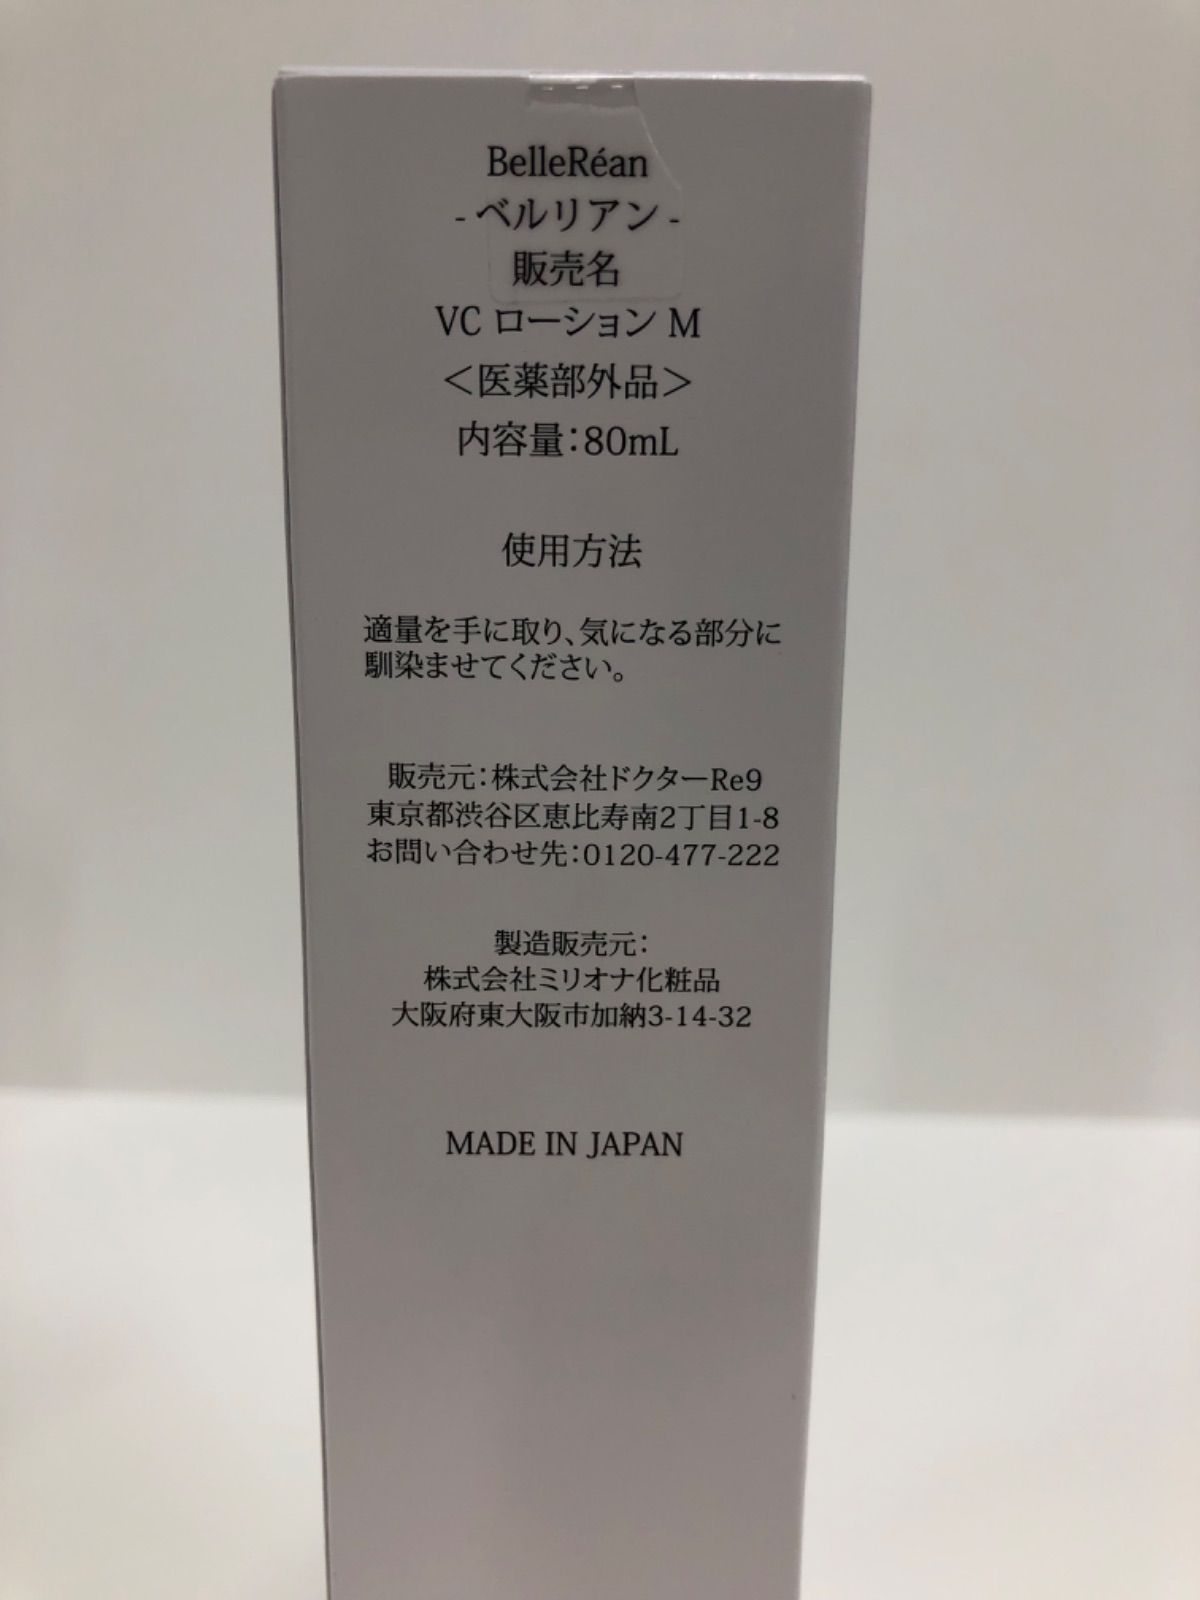 BelleRéan
- ベルリアン -
販売名
VC ローション M
＜医薬部外品＞
内容量：80mL
使用方法
適量を手に取り、気になる部分に
馴染ませてください。
販売元：株式会社ドクターRe9
東京都渋谷区恵比寿南2丁目1-8
お問い合わせ先：0120-477-222
製造販売元：
株式会社ミリオナ化粧品
大阪府東大阪市加納3-14-32
MADE IN JAPAN